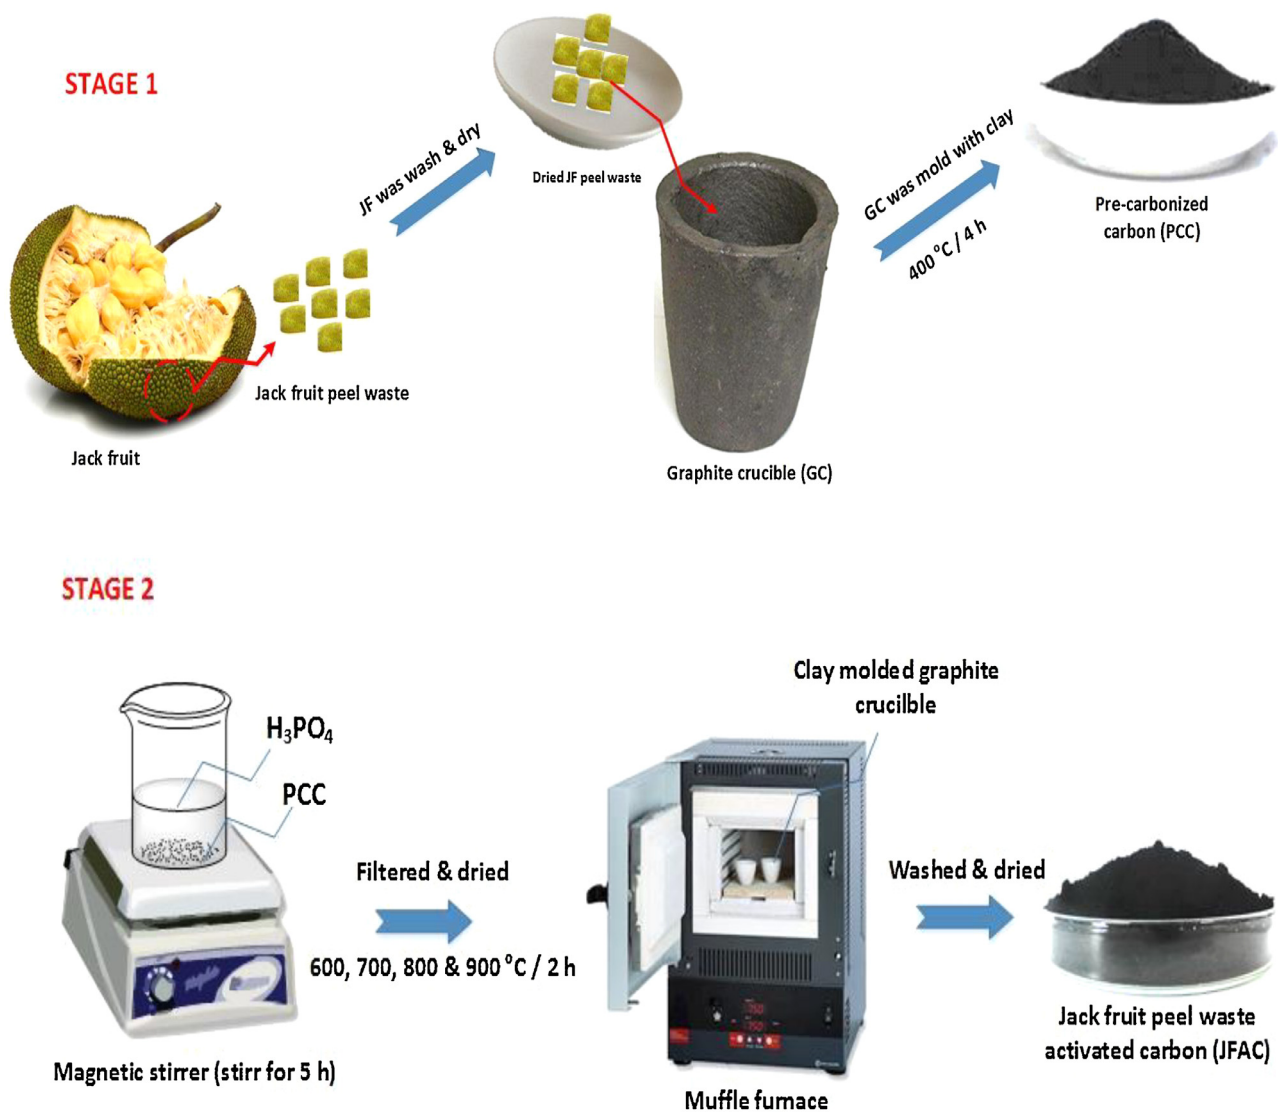 STAGE 1
JF was wash & dry
Dried JF peel waste
GC was mold with clay
400 °C / 4 h
Pre-carbonized
carbon (PCC)
Jack fruit peel waste
Jack fruit
Graphite crucible (GC)
STAGE 2
H₃PO₄
PCC
Magnetic stirrer (stirr for 5 h)
Filtered & dried
600, 700, 800 & 900 °C / 2 h
Clay molded graphite
crucilble
Muffle furnace
Washed & dried
Jack fruit peel waste
activated carbon (JFAC)